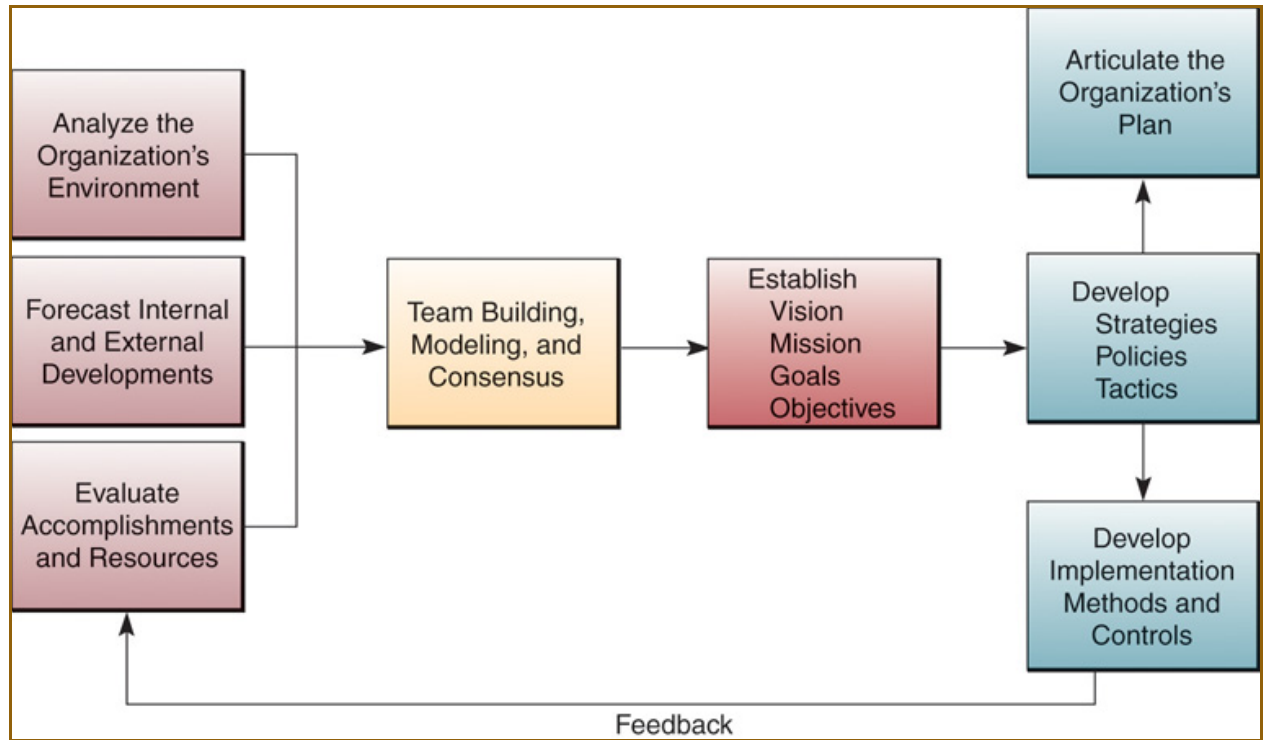 Analyze the
Organization's
Environment
Forecast Internal
and External
Developments
Evaluate
Accomplishments
and Resources
Team Building,
Modeling, and
Consensus
Establish
Vision
Mission
Goals
Objectives
Articulate the
Organization's
Plan
Develop
Strategies
Policies
Tactics
Develop
Implementation
Methods and
Controls
Feedback